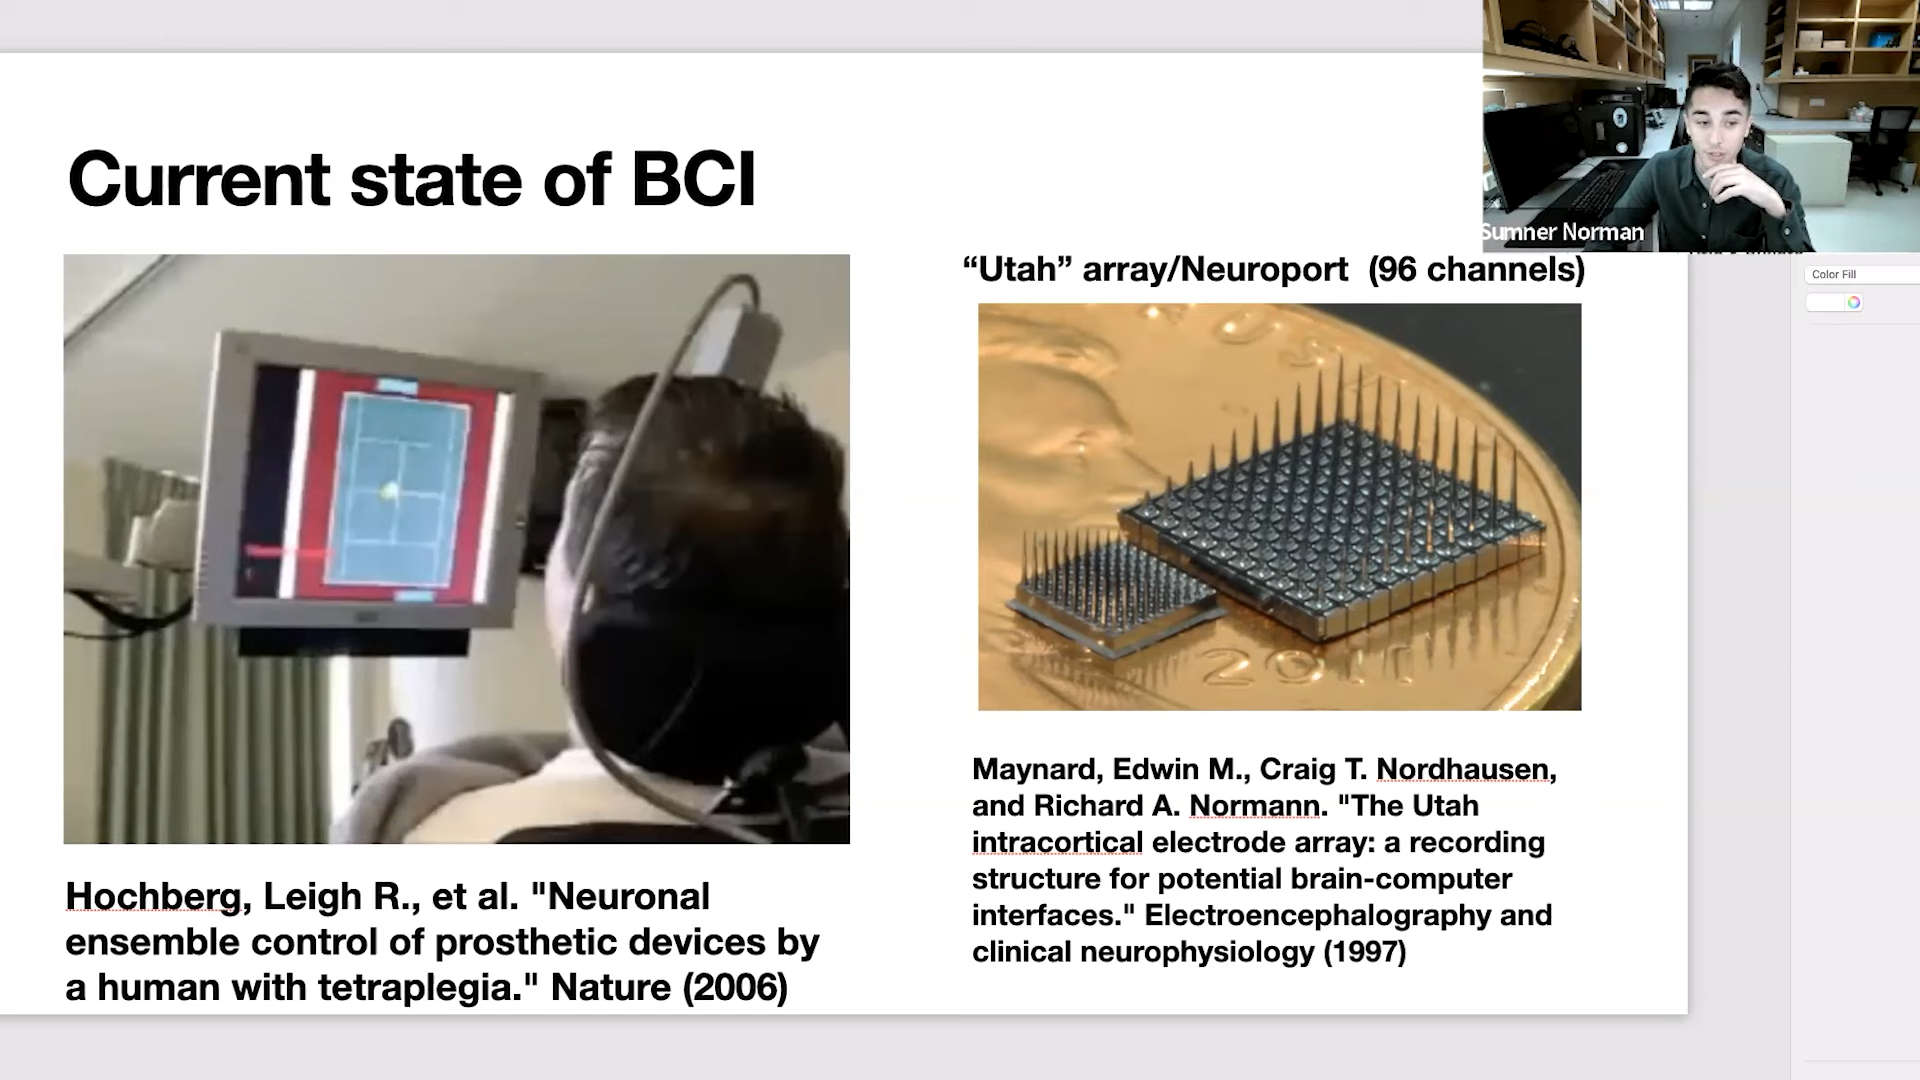 Current state of BCI
Sumner Norman
Color Fill
“Utah” array/Neuroport (96 channels)
2011
Maynard, Edwin M., Craig T. Nordhausen,
and Richard A. Normann. "The Utah
intracortical electrode array: a recording
structure for potential brain-computer
interfaces." Electroencephalography and
clinical neurophysiology (1997)
Hochberg, Leigh R., et al. "Neuronal
ensemble control of prosthetic devices by
a human with tetraplegia." Nature (2006)